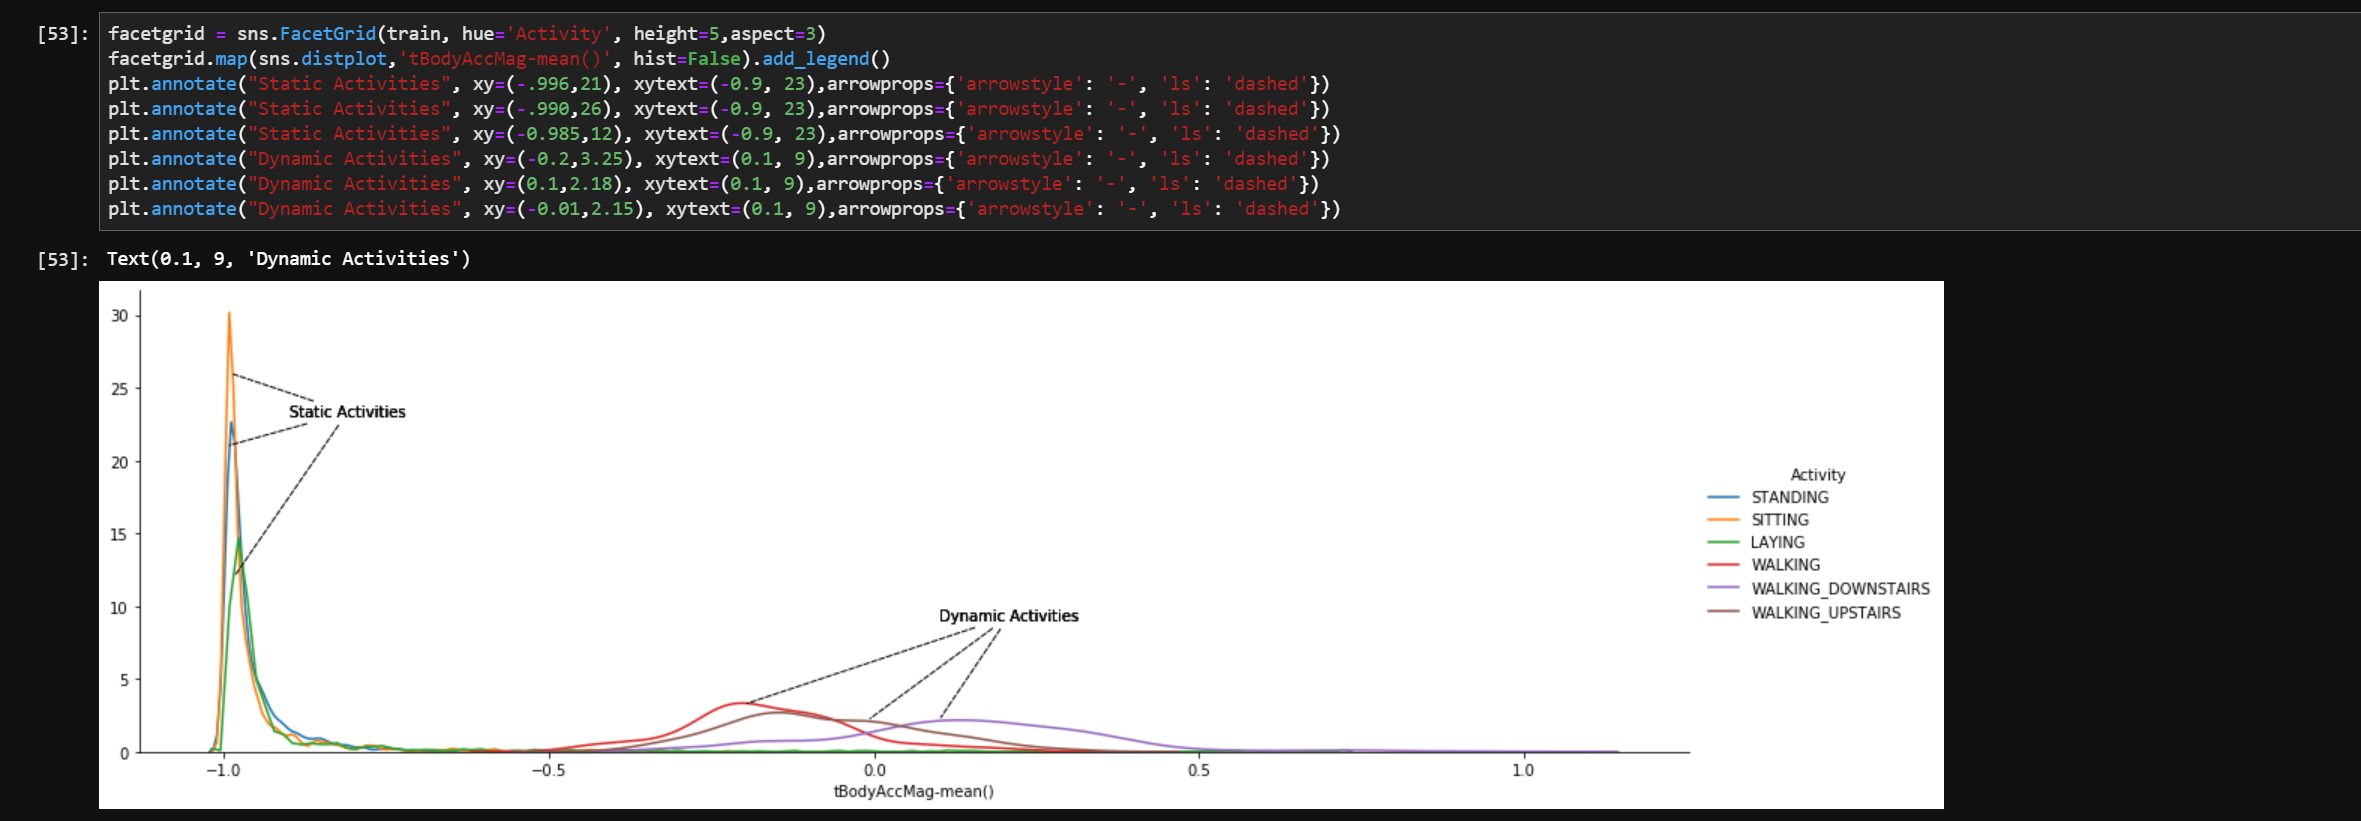 [53]: facetgrid = sns.FacetGrid(train, hue='Activity', height=5,aspect=3)
facetgrid.map(sns.distplot,'tBodyAccMag-mean()', hist=False).add_legend()
plt.annotate("Static Activities", xy=(-.996,21), xytext=(-0.9, 23),arrowprops={'arrowstyle': '-', 'ls': 'dashed'})
plt.annotate("Static Activities", xy=(-.990,26), xytext=(-0.9, 23),arrowprops={'arrowstyle': '-', 'ls': 'dashed'})
plt.annotate("Static Activities", xy=(-0.985,12), xytext=(-0.9, 23),arrowprops={'arrowstyle': '-', 'ls': 'dashed'})
plt.annotate("Dynamic Activities", xy=(-0.2,3.25), xytext=(0.1, 9),arrowprops={'arrowstyle': '-', 'ls': 'dashed'})
plt.annotate("Dynamic Activities", xy=(0.1,2.18), xytext=(0.1, 9),arrowprops={'arrowstyle': '-', 'ls': 'dashed'})
plt.annotate("Dynamic Activities", xy=(-0.01,2.15), xytext=(0.1, 9),arrowprops={'arrowstyle': '-', 'ls': 'dashed'})
[53]: Text(0.1, 9, 'Dynamic Activities')
30
25
20
15
10
5
0
Static Activities
Dynamic Activities
−1.0 −0.5 0.0 0.5 1.0
tBodyAccMag-mean()
Activity
STANDING
SITTING
LAYING
WALKING
WALKING_DOWNSTAIRS
WALKING_UPSTAIRS